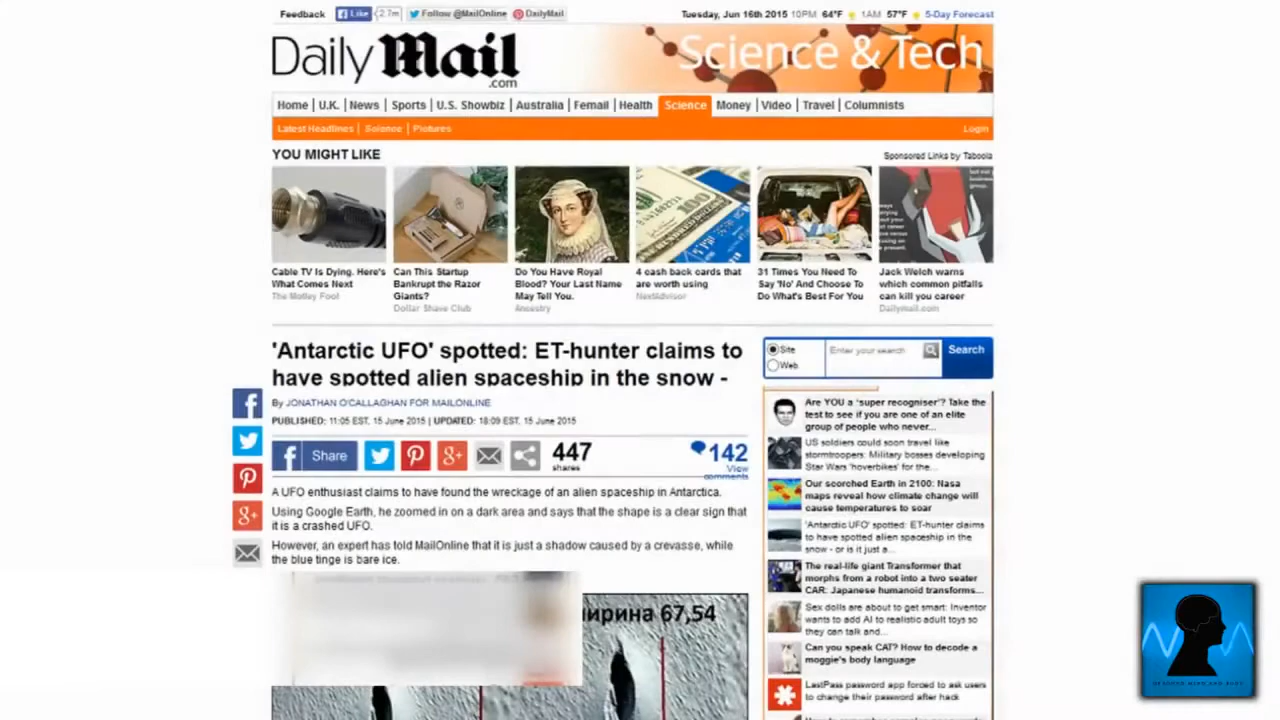 Feedback Like 2.7m Follow @MailOnline DailyMail
Tuesday, Jun 16th 2015 10PM 64°F 1AM 57°F 5-Day Forecast
Daily Mail
.com
Science & Tech
Home U.K. News Sports U.S. Showbiz Australia Femail Health Science Money Video Travel Columnists
Latest Headlines Science Pictures Login
YOU MIGHT LIKE
Sponsored Links by Taboola
Cable TV Is Dying. Here's
What Comes Next
The Motley Fool
Can This Startup
Bankrupt the Razor
Giants?
Dollar Shave Club
Do You Have Royal
Blood? Your Last Name
May Tell You.
Ancestry
4 cash back cards that
are worth using
NextAdvisor
31 Times You Need To
Say 'No' And Choose To
Do What's Best For You
Jack Welch warns
which common pitfalls
can kill you career
Dailymail.com
'Antarctic UFO' spotted: ET-hunter claims to
have spotted alien spaceship in the snow -
By JONATHAN O'CALLAGHAN FOR MAILONLINE
PUBLISHED: 11:05 EST, 15 June 2015 | UPDATED: 18:09 EST, 15 June 2015
Share
447
shares
142
View
comments
A UFO enthusiast claims to have found the wreckage of an alien spaceship in Antarctica.
Using Google Earth, he zoomed in on a dark area and says that the shape is a clear sign that
it is a crashed UFO.
However, an expert has told MailOnline that it is just a shadow caused by a crevasse, while
the blue tinge is bare ice.
ирина 67,54
Site
Web
Enter your search
Search
Are YOU a 'super recogniser'? Take the
test to see if you are one of an elite
group of people who never...
US soldiers could soon travel like
stormtroopers: Military bosses developing
Star Wars 'hoverbikes' for the...
Our scorched Earth in 2100: Nasa
maps reveal how climate change will
cause temperatures to soar
'Antarctic UFO' spotted: ET-hunter claims
to have spotted alien spaceship in the
snow - or is it just a...
The real-life giant Transformer that
morphs from a robot into a two seater
CAR: Japanese humanoid transforms...
Sex dolls are about to get smart: Inventor
wants to add AI to realistic adult toys so
they can talk and...
Can you speak CAT? How to decode a
moggie's body language
LastPass password app forced to ask users
to change their password after hack